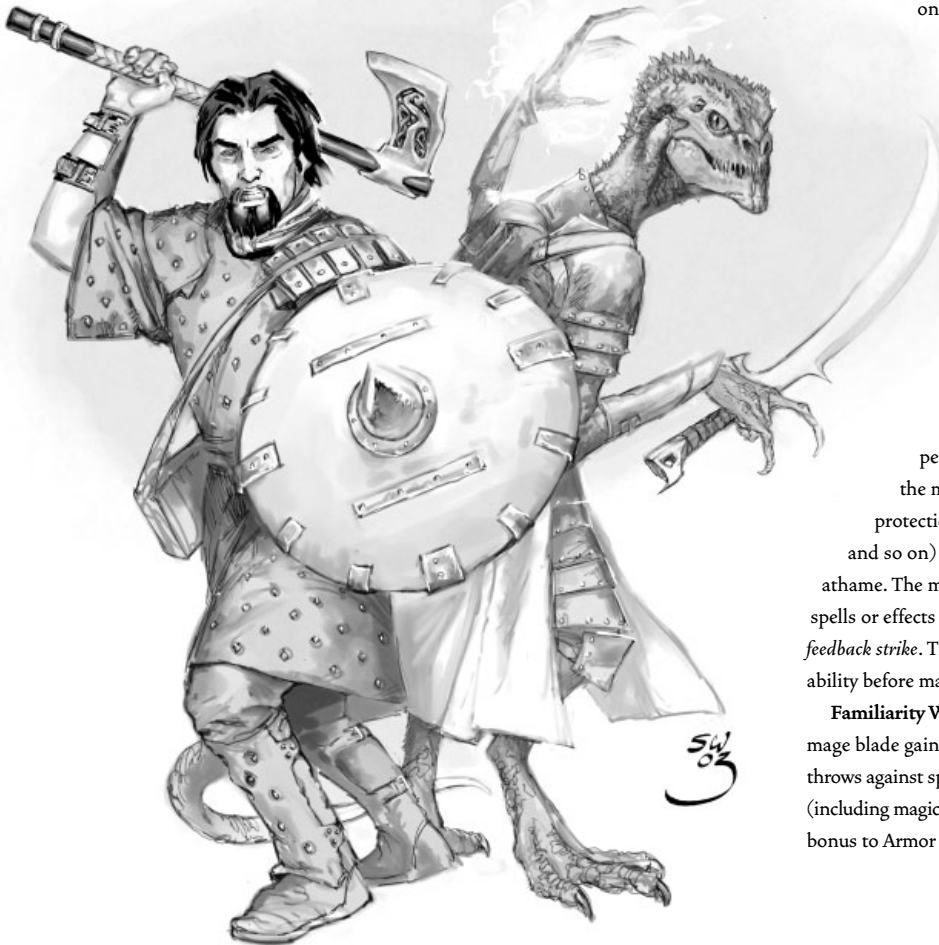 on
pe
the m
protectio
and so on)
athame. The m
spells or effects
feedback strike. T
ability before ma
Familiarity W
mage blade gain
throws against sp
(including magic
bonus to Armor
SW
03